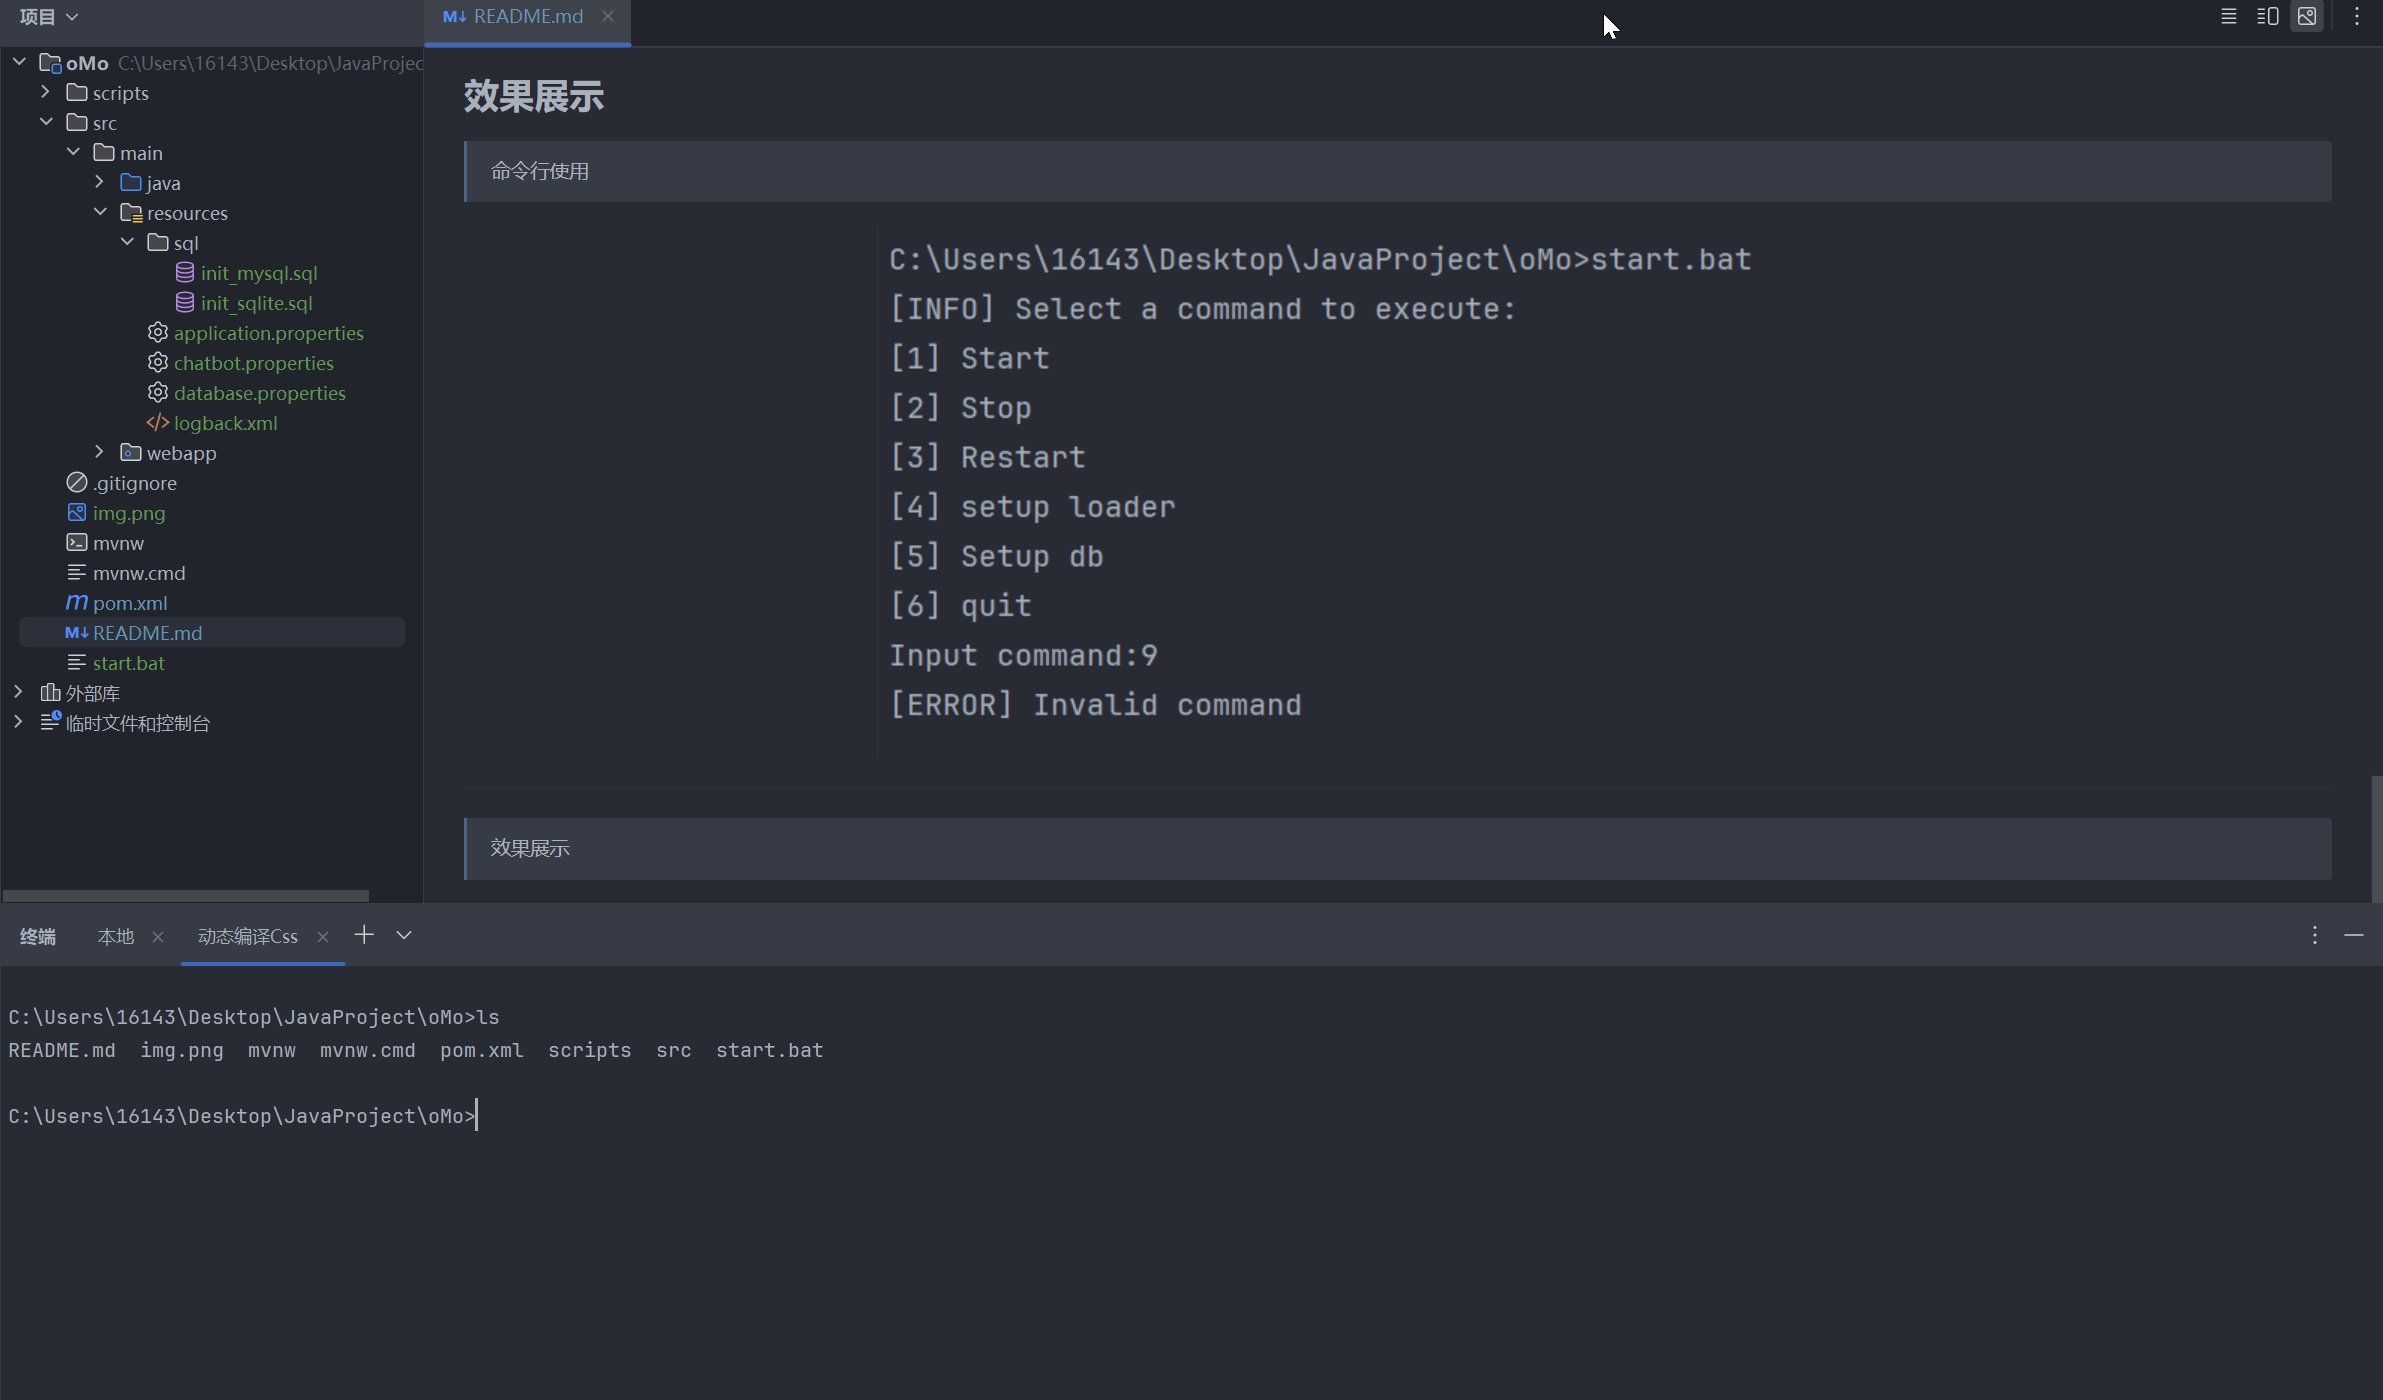 项目
README.md
oMo C:\Users\16143\Desktop\JavaProjec
scripts
src
main
java
resources
sql
init_mysql.sql
init_sqlite.sql
application.properties
chatbot.properties
database.properties
logback.xml
webapp
.gitignore
img.png
mvnw
mvnw.cmd
pom.xml
README.md
start.bat
外部库
临时文件和控制台
效果展示
命令行使用
C:\Users\16143\Desktop\JavaProject\oMo>start.bat
[INFO] Select a command to execute:
[1] Start
[2] Stop
[3] Restart
[4] setup loader
[5] Setup db
[6] quit
Input command:9
[ERROR] Invalid command
效果展示
终端 本地 动态编译Css
C:\Users\16143\Desktop\JavaProject\oMo>ls
README.md img.png mvnw mvnw.cmd pom.xml scripts src start.bat
C:\Users\16143\Desktop\JavaProject\oMo>